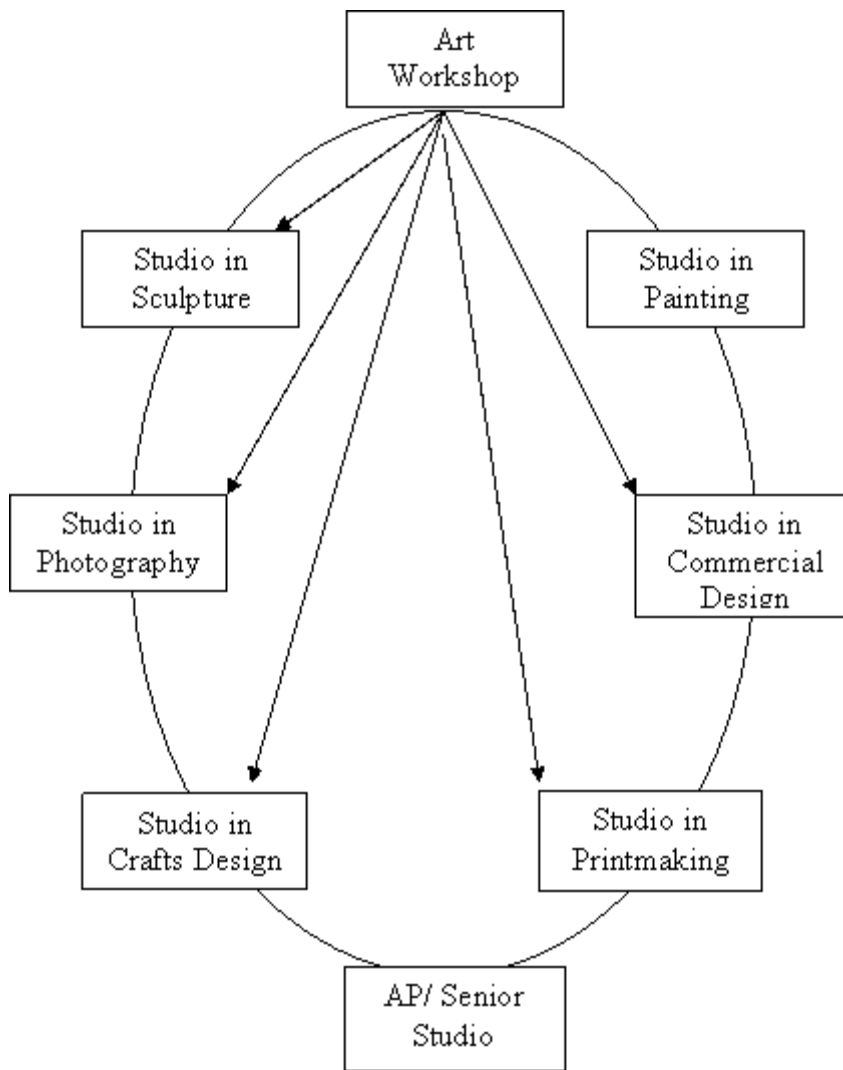 Art
Workshop
Studio in
Sculpture
Studio in
Painting
Studio in
Photography
Studio in
Commercial
Design
Studio in
Crafts Design
Studio in
Printmaking
AP/ Senior
Studio